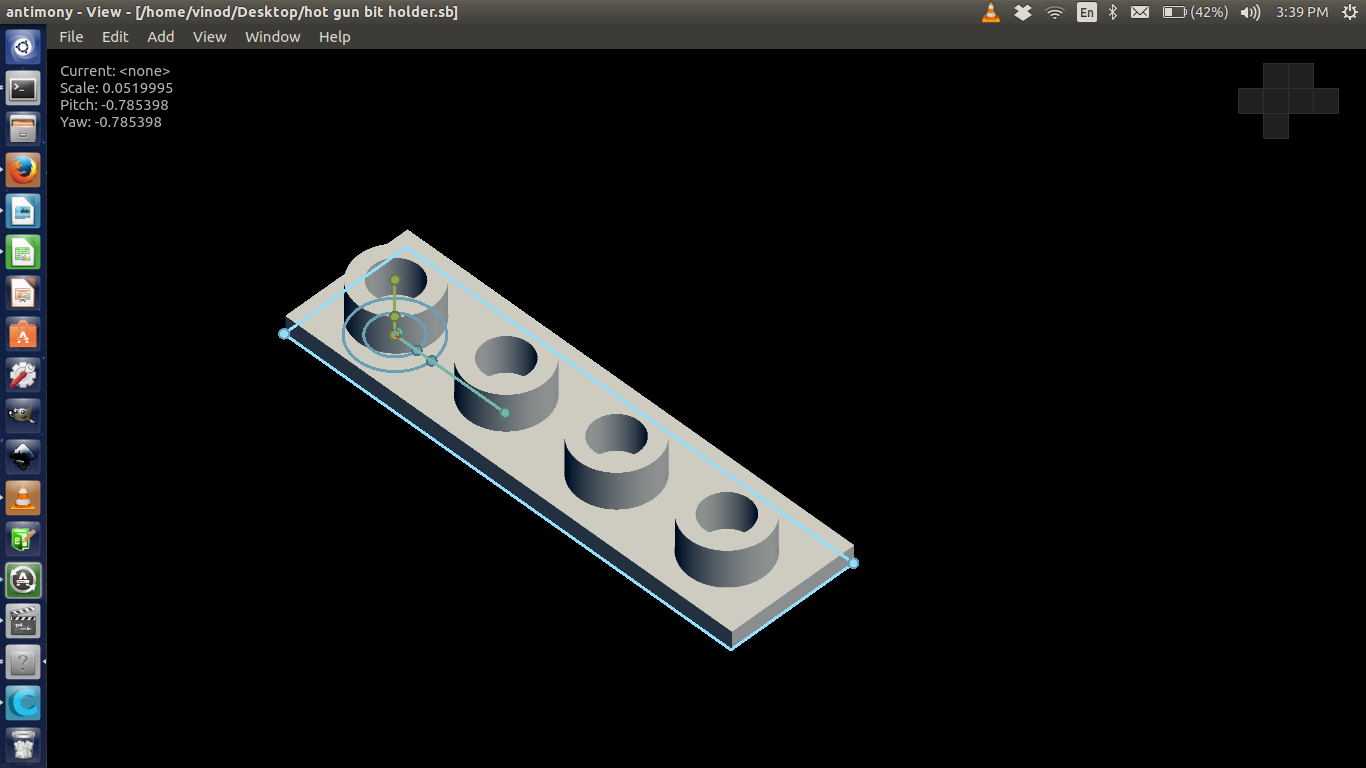 antimony - View - [/home/vinod/Desktop/hot gun bit holder.sb]
En
(42%)
3:39 PM
File Edit Add View Window Help
Current: <none>
Scale: 0.0519995
Pitch: -0.785398
Yaw: -0.785398